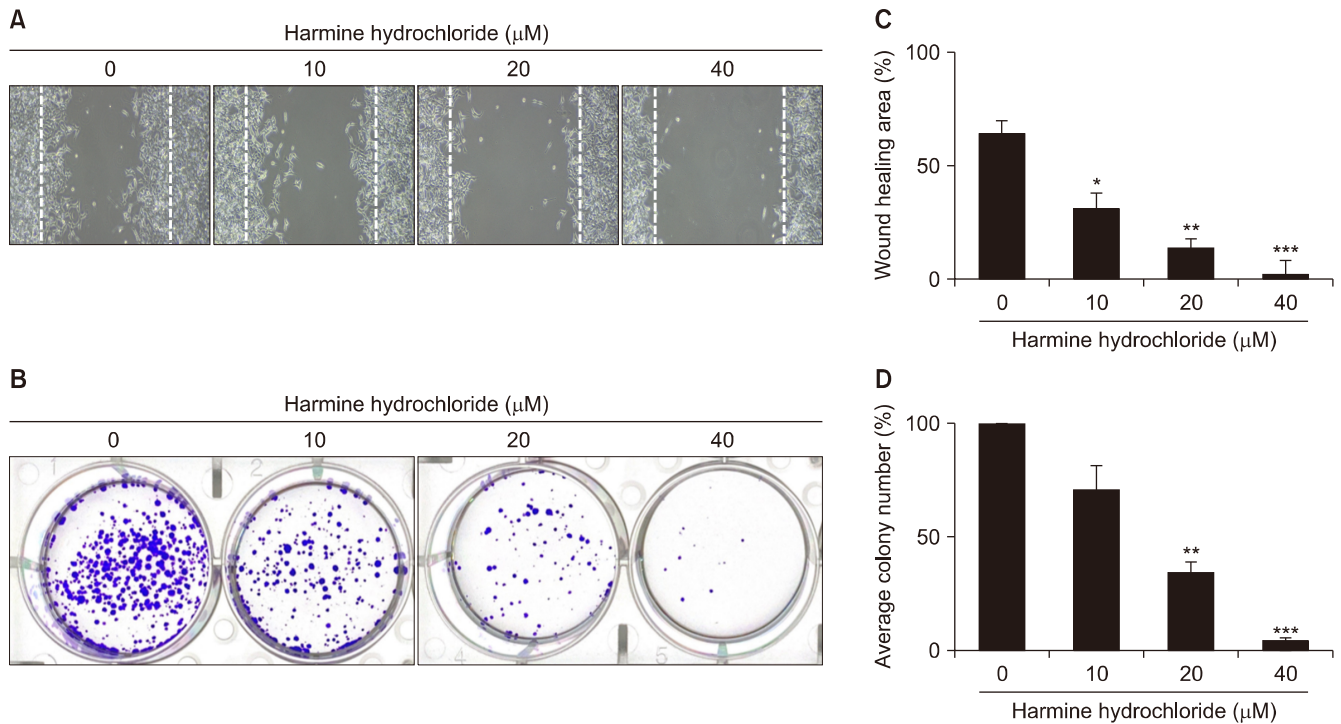 A
Harmine hydrochloride (μM)
0 10 20 40
B
Harmine hydrochloride (μM)
0 10 20 40
1 2 4 5
C
Wound healing area (%)
100
50
0
* ** ***
0 10 20 40
Harmine hydrochloride (μM)
D
Average colony number (%)
100
50
0
** ***
0 10 20 40
Harmine hydrochloride (μM)